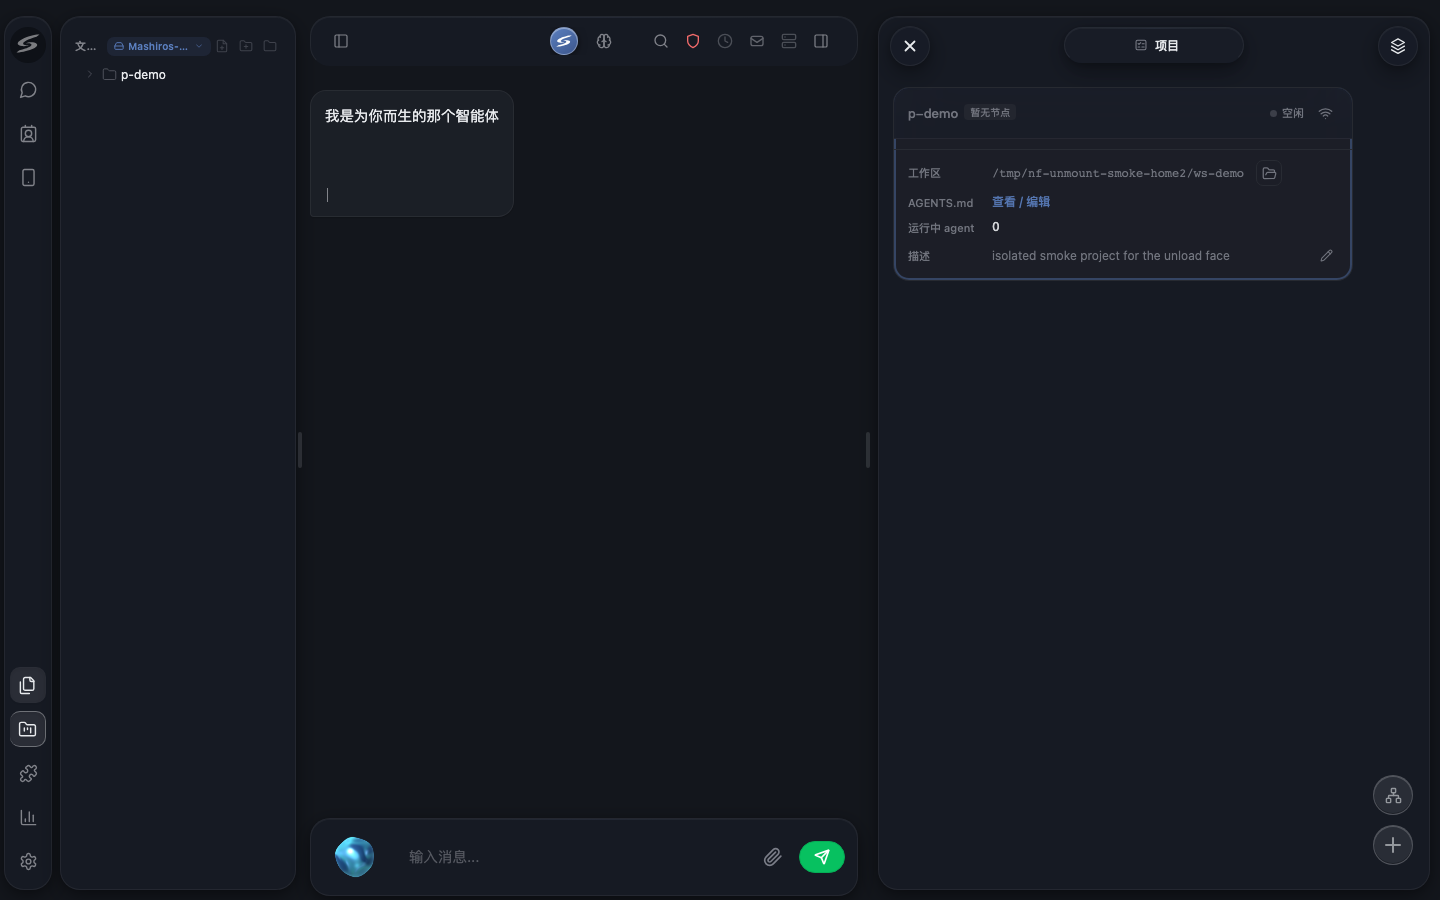 文...
Mashiros-...
p-demo
我是为你而生的那个智能体
输入消息...
项目
p-demo
暂无节点
空闲
工作区
/tmp/nf-unmount-smoke-home2/ws-demo
AGENTS.md
查看 / 编辑
运行中 agent
0
描述
isolated smoke project for the unload face